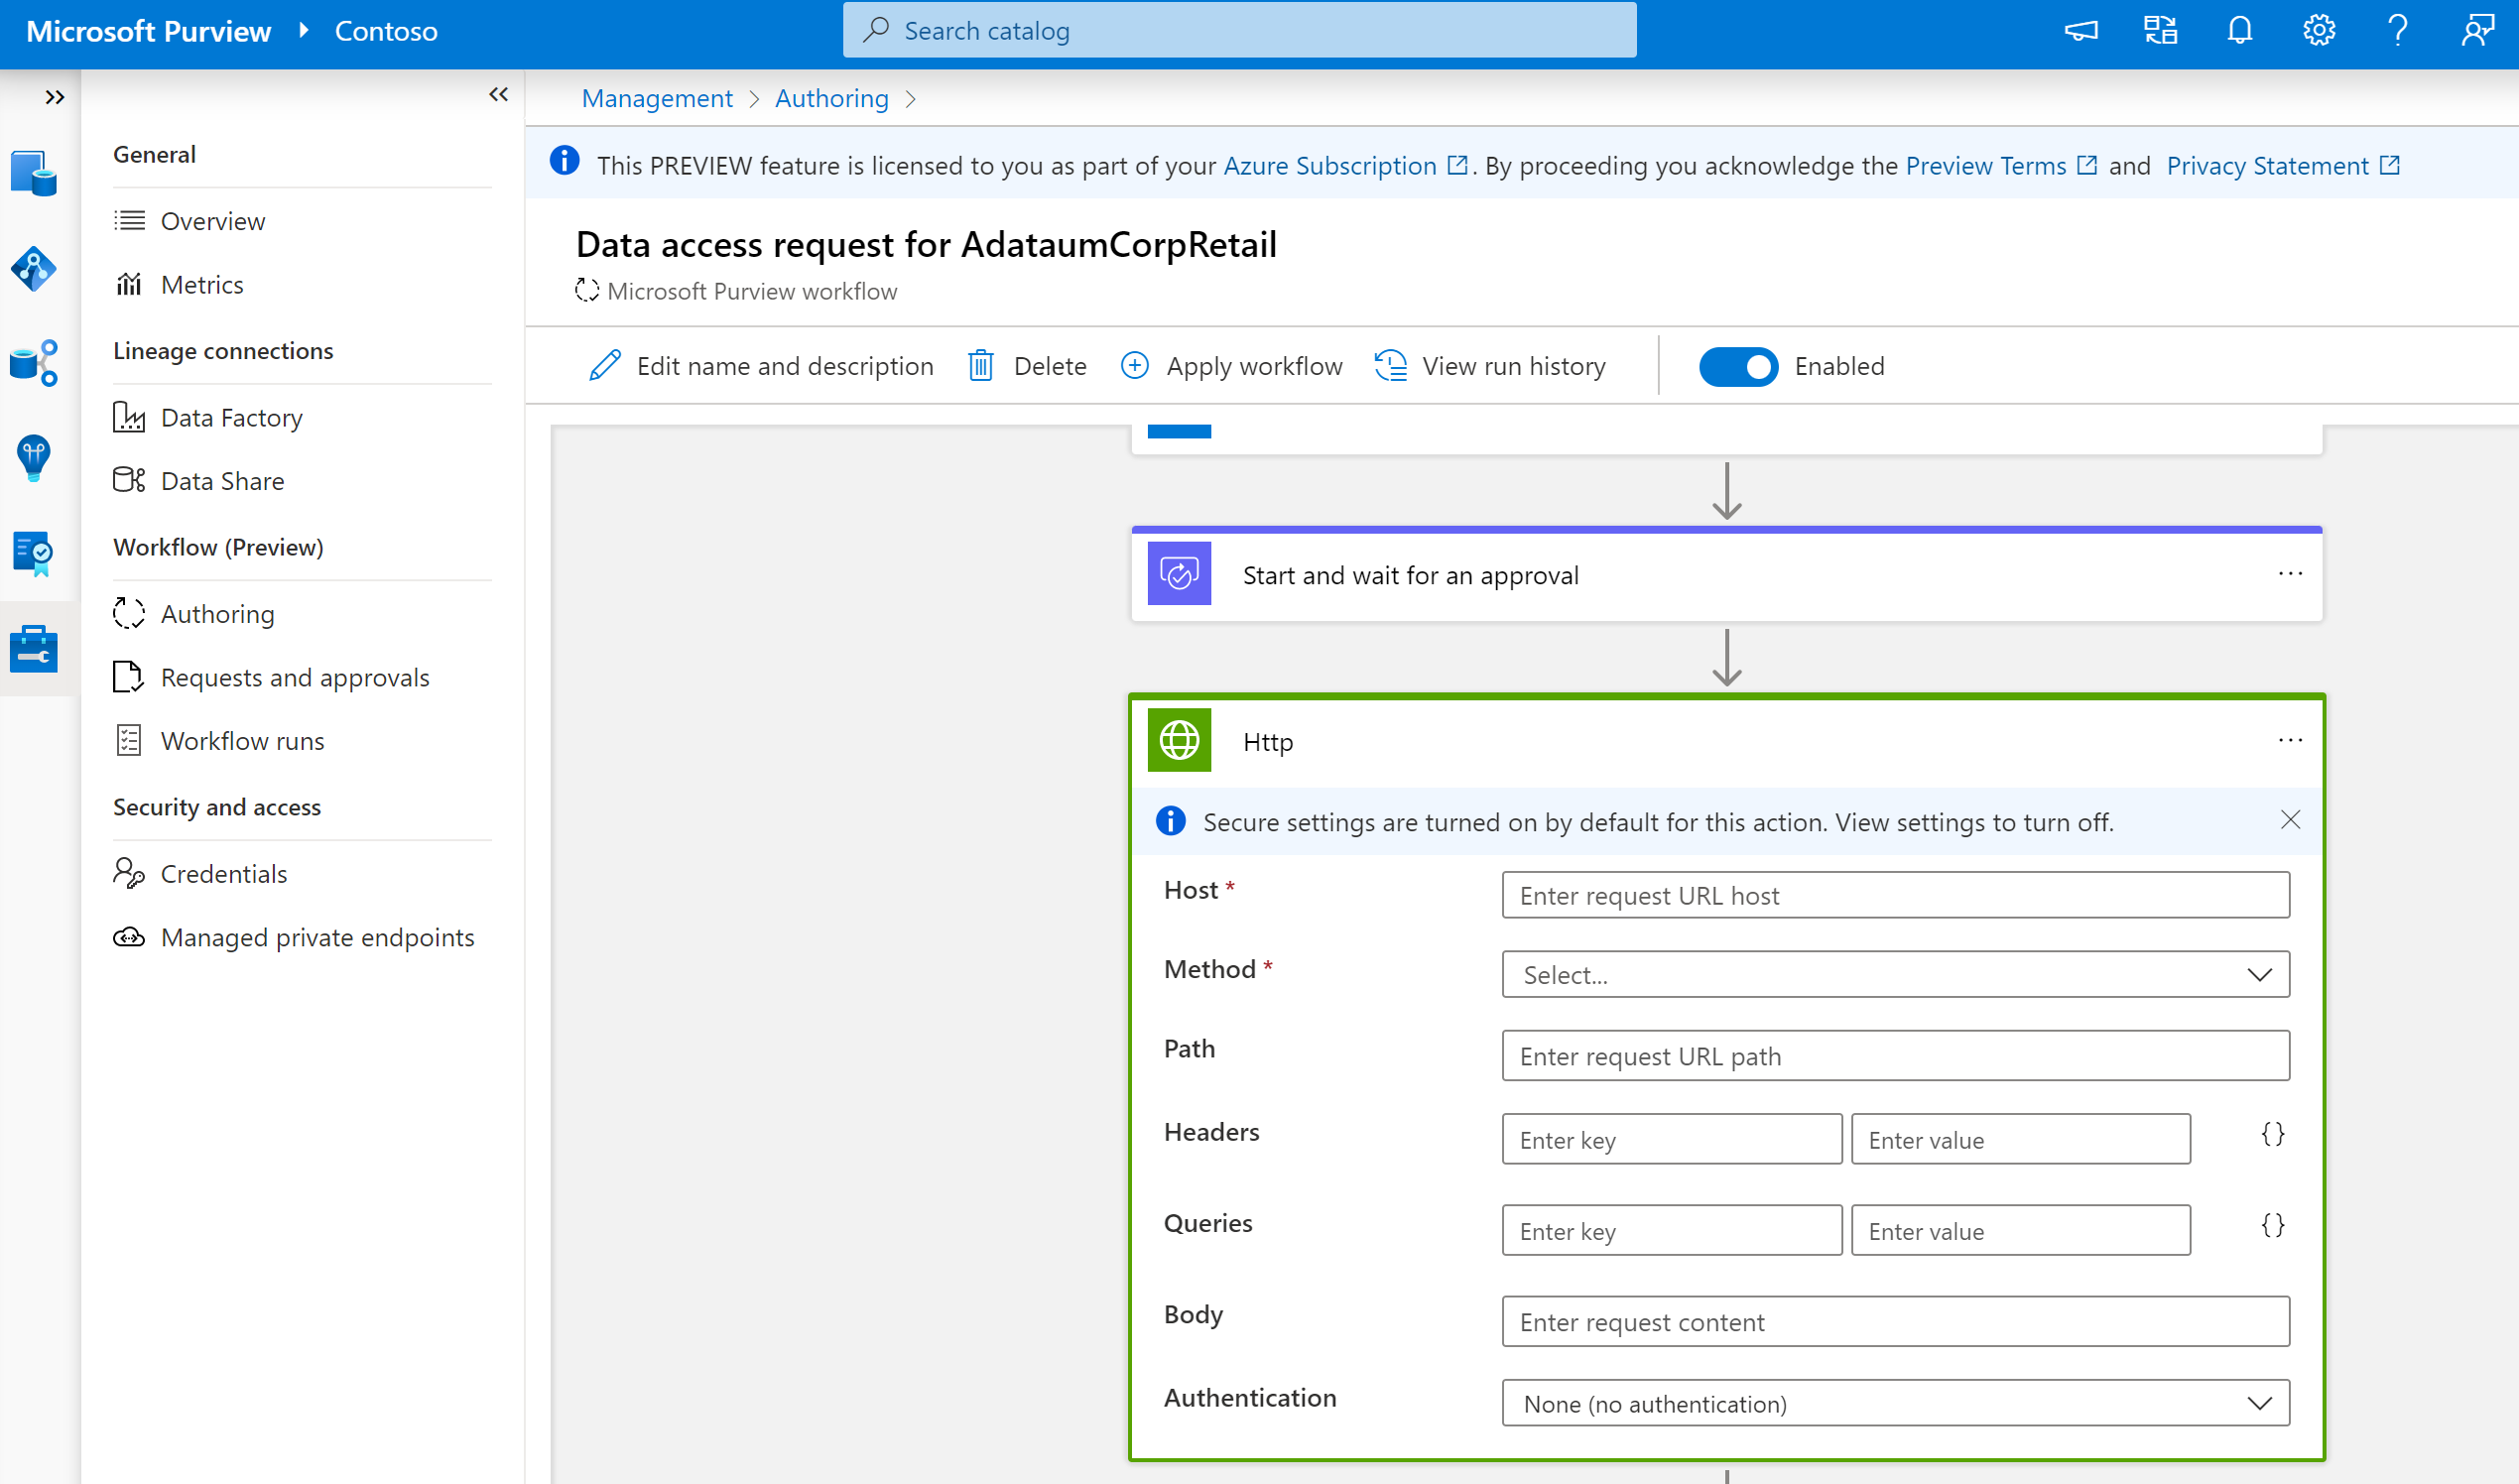 Microsoft Purview Contoso
Search catalog
General
Overview
Metrics
Lineage connections
Data Factory
Data Share
Workflow (Preview)
Authoring
Requests and approvals
Workflow runs
Security and access
Credentials
Managed private endpoints
Management > Authoring >
This PREVIEW feature is licensed to you as part of your Azure Subscription . By proceeding you acknowledge the Preview Terms and Privacy Statement
Data access request for AdataumCorpRetail
Microsoft Purview workflow
Edit name and description Delete Apply workflow View run history Enabled
Start and wait for an approval ...
Http ...
Secure settings are turned on by default for this action. View settings to turn off.
Host * Enter request URL host
Method * Select...
Path Enter request URL path
Headers Enter key Enter value {}
Queries Enter key Enter value {}
Body Enter request content
Authentication None (no authentication)